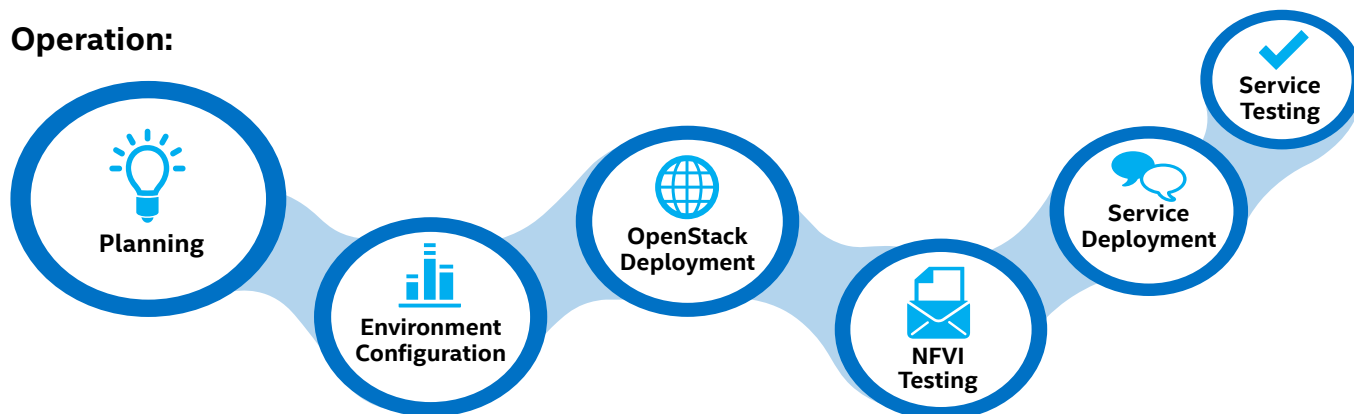 Operation:
Planning
Environment
Configuration
OpenStack
Deployment
NFVI
Testing
Service
Deployment
Service
Testing